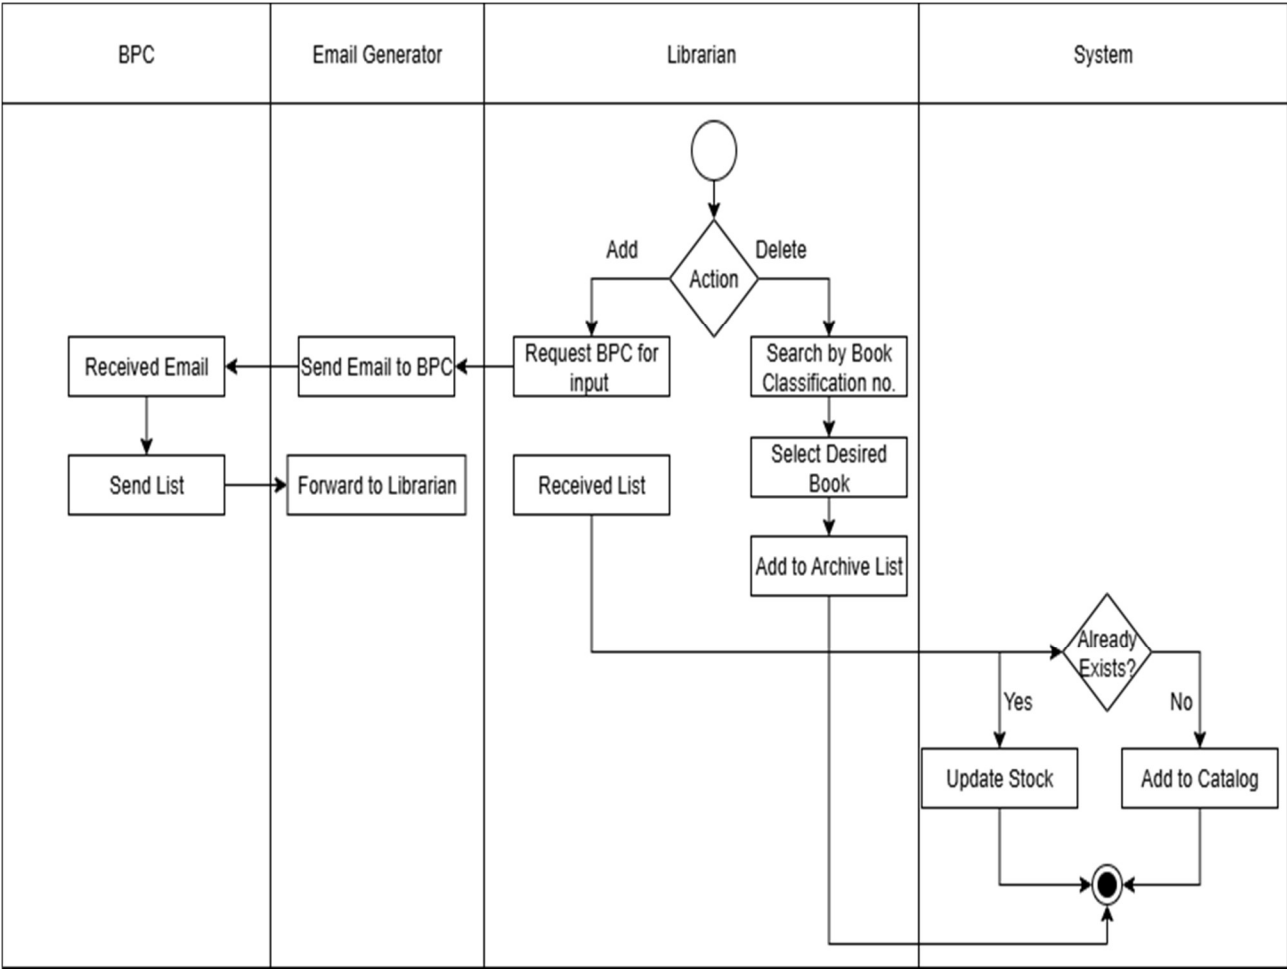 BPC
Email Generator
Librarian
System
Add
Delete
Action
Received Email
Send Email to BPC
Request BPC for
input
Search by Book
Classification no.
Send List
Forward to Librarian
Received List
Select Desired
Book
Add to Archive List
Already
Exists?
Yes
No
Update Stock
Add to Catalog